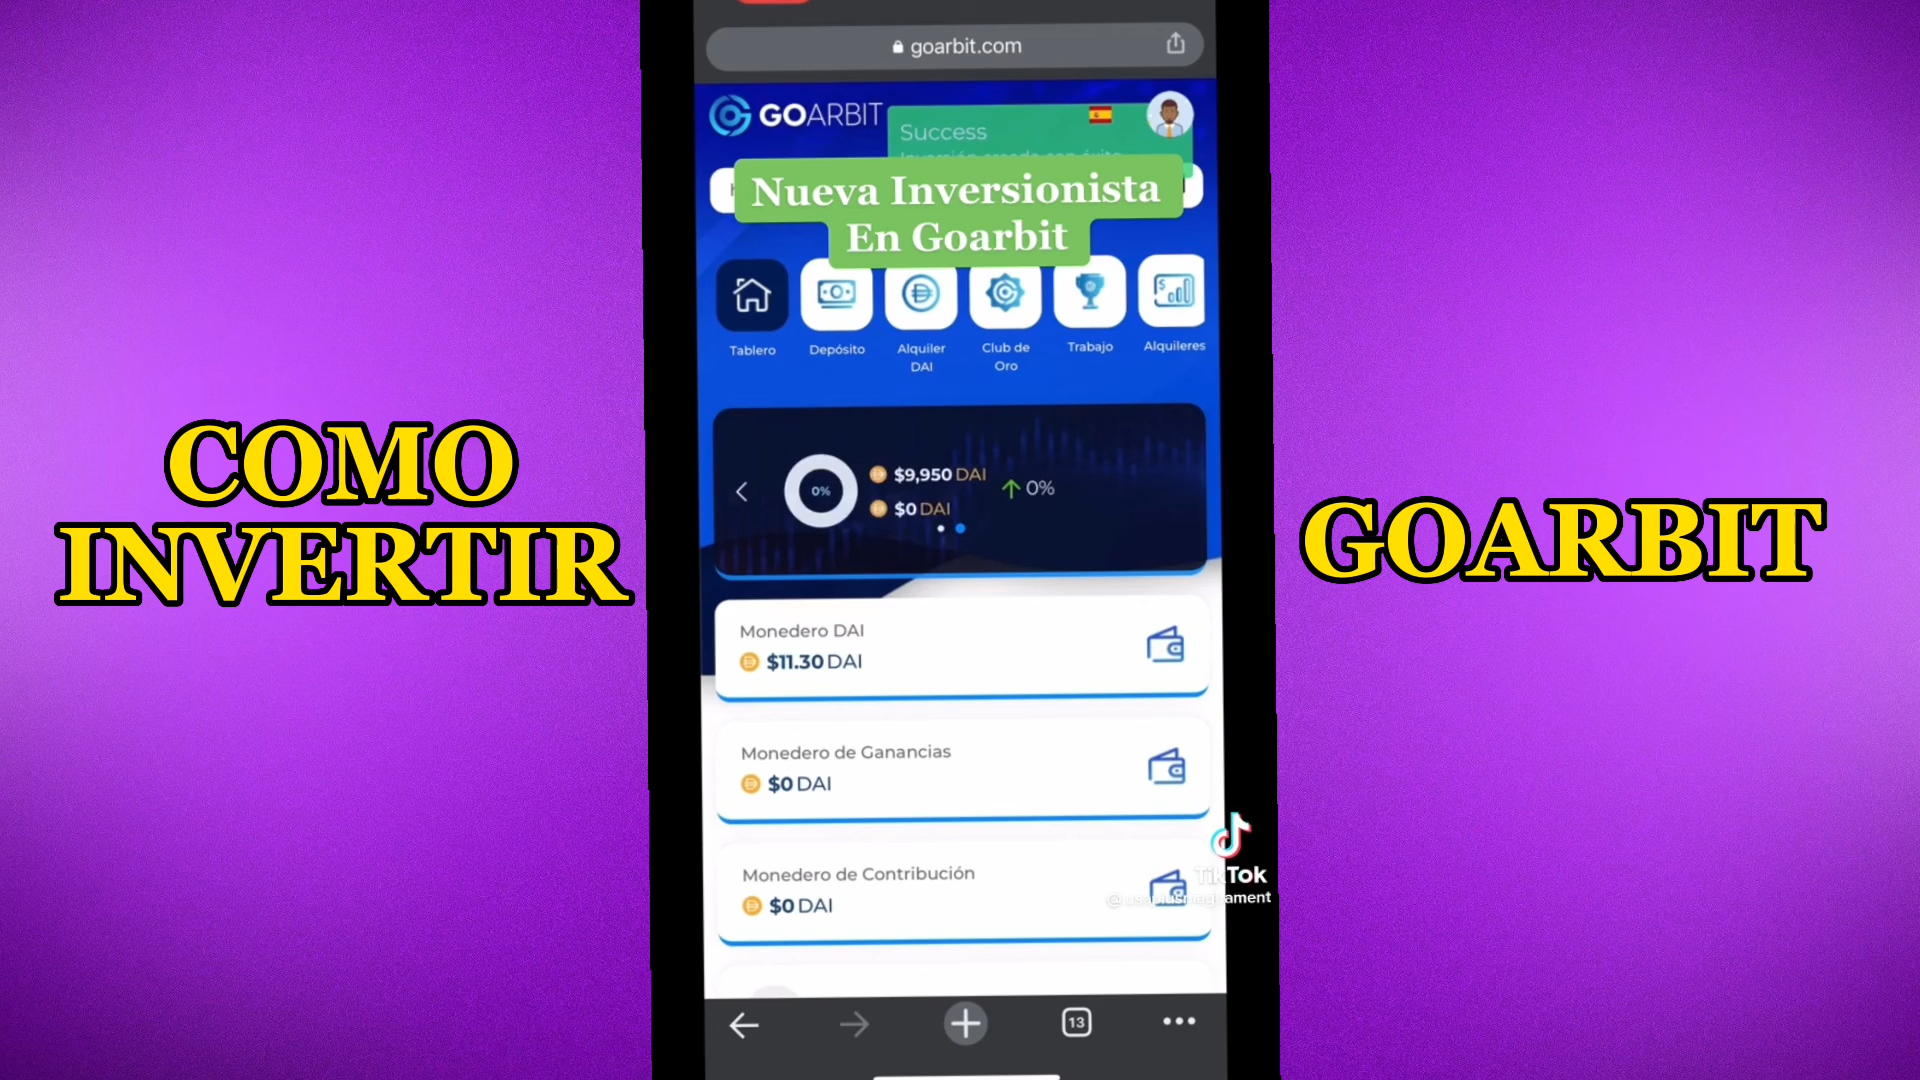 goarbit.com
GOARBIT
Success
Nueva Inversionista
En Goarbit
Tablero
Depósito
Alquiler
DAI
Club de
Oro
Trabajo
Alquileres
COMO
INVERTIR
GOARBIT
0%
$9,950 DAI
$0 DAI
0%
Monedero DAI
$11.30 DAI
Monedero de Ganancias
$0 DAI
Monedero de Contribución
$0 DAI
TikTok
13